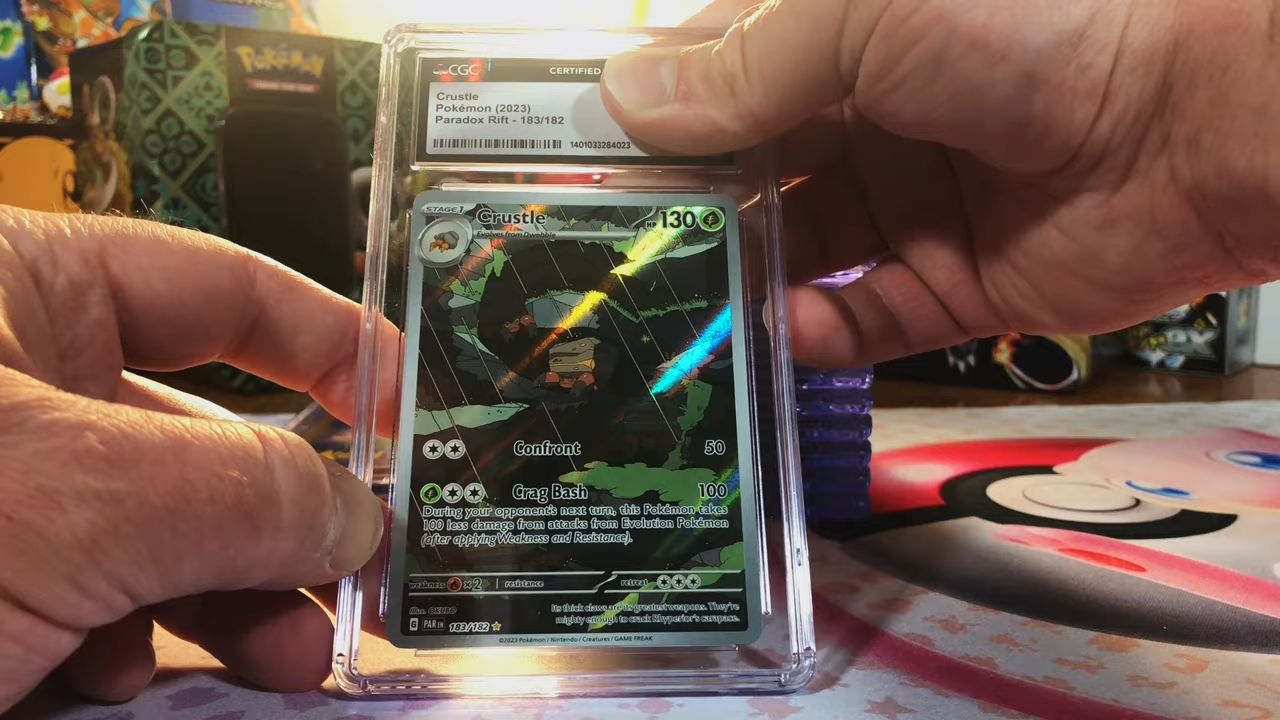 Pokémon
CGC CERTIFIED
Crustle
Pokémon (2023)
Paradox Rift - 183/182
1401033284023
STAGE 1 Crustle HP 130
Evolves from Dwebble
Confront 50
Crag Bash 100
During your opponent's next turn, this Pokémon takes
100 less damage from attacks from Evolution Pokémon
(after applying Weakness and Resistance).
weakness ×2 resistance retreat
Illus. OKUBO
Its thick claws are its greatest weapons. They're
mighty enough to crack Rhyperior's carapace.
G PAR EN 183/182
©2023 Pokémon / Nintendo / Creatures / GAME FREAK